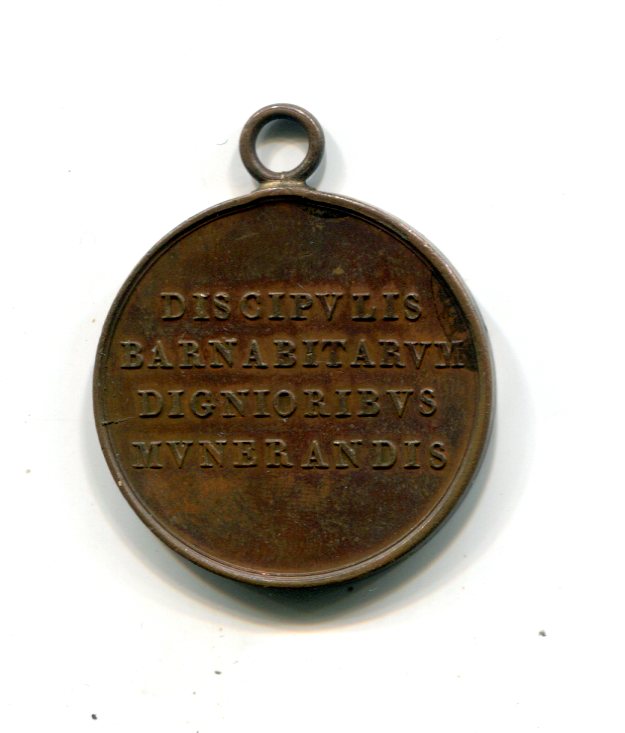 DISCIPVLIS
BARNABITARVM
DIGNIORIBVS
MVNERANDIS